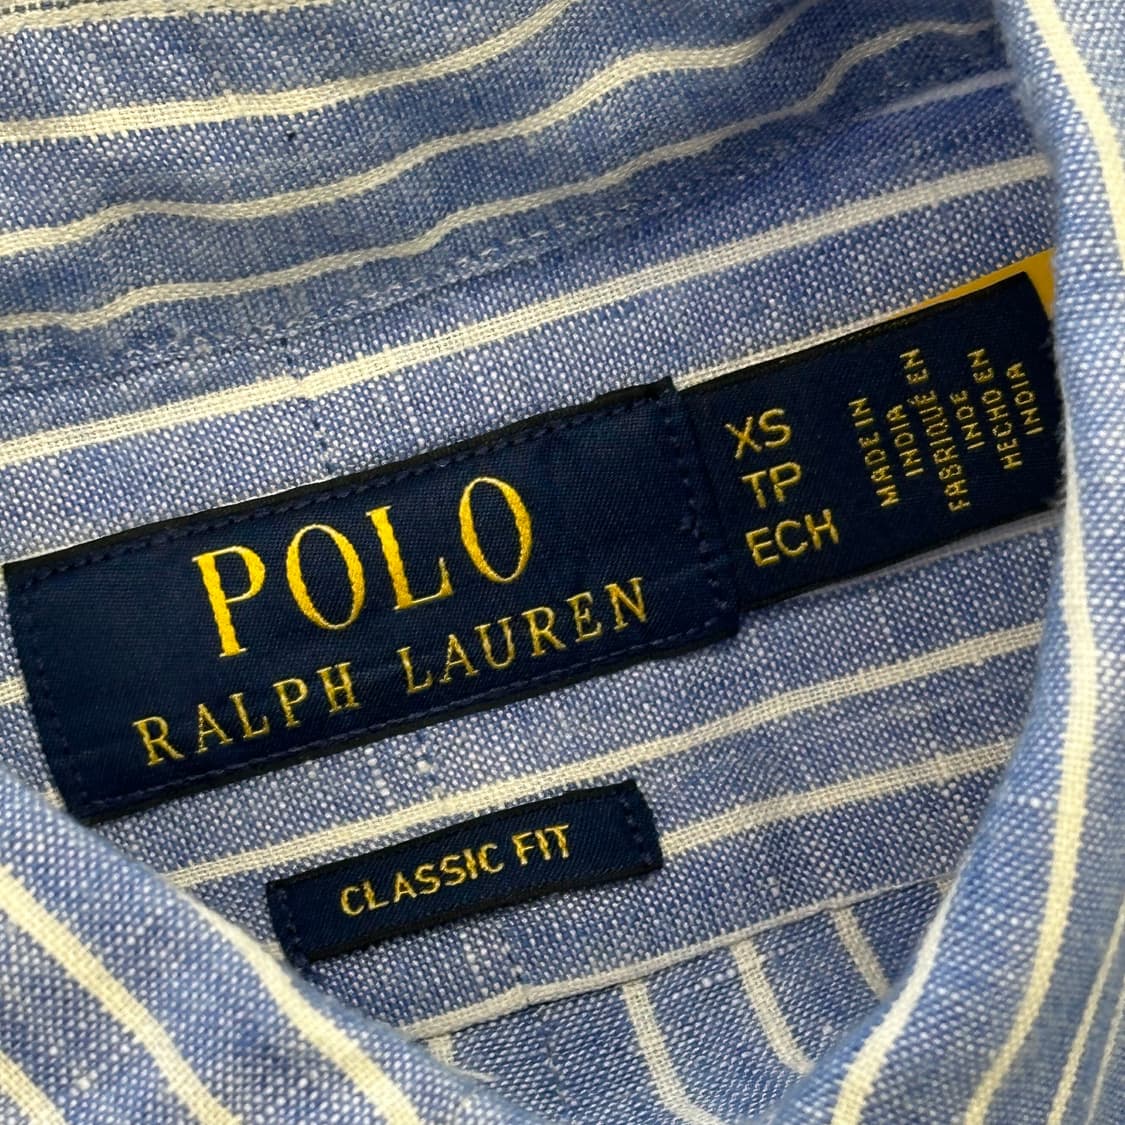 POLO
RALPH LAUREN
XS
TP
ECH
MADE IN
INDIA
FABRIQUÉ EN
INDE
HECHO EN
INDIA
CLASSIC FIT